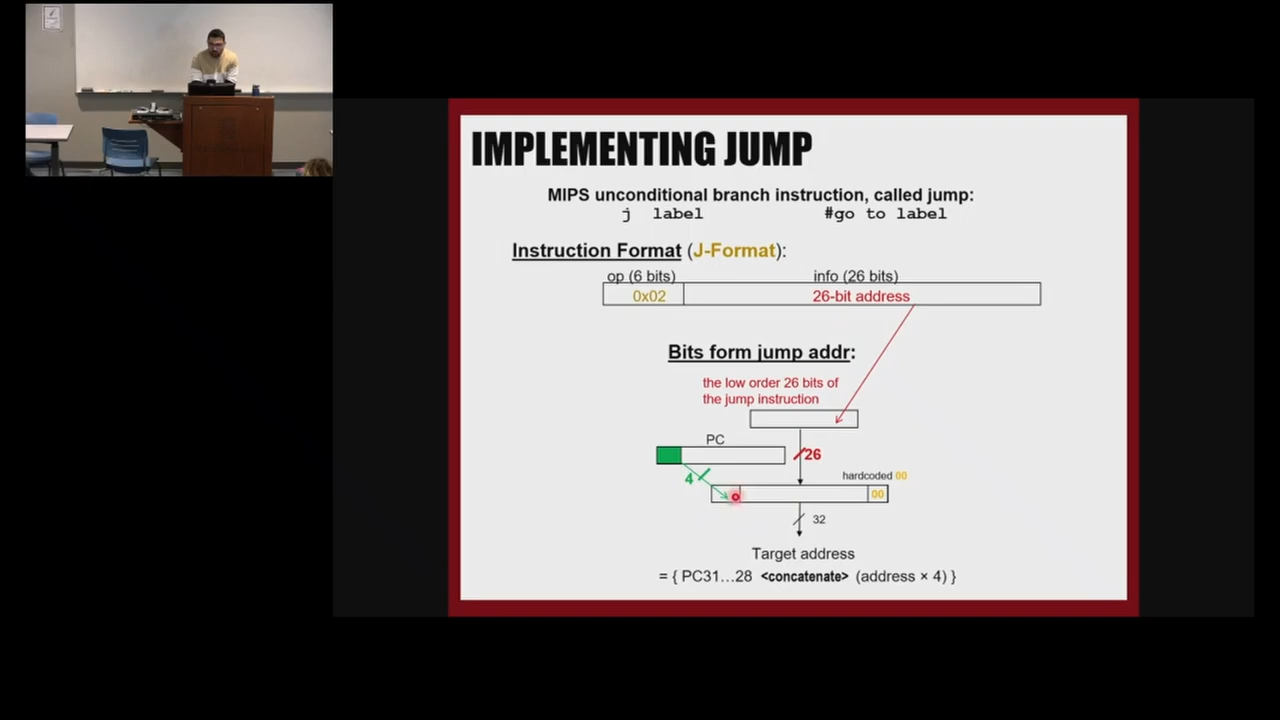 IMPLEMENTING JUMP
MIPS unconditional branch instruction, called jump:
j label #go to label
Instruction Format (J-Format):
op (6 bits) info (26 bits)
0x02 26-bit address
Bits form jump addr:
the low order 26 bits of
the jump instruction
PC
26
4
hardcoded 00
00
32
Target address
= { PC31…28 <concatenate> (address × 4) }